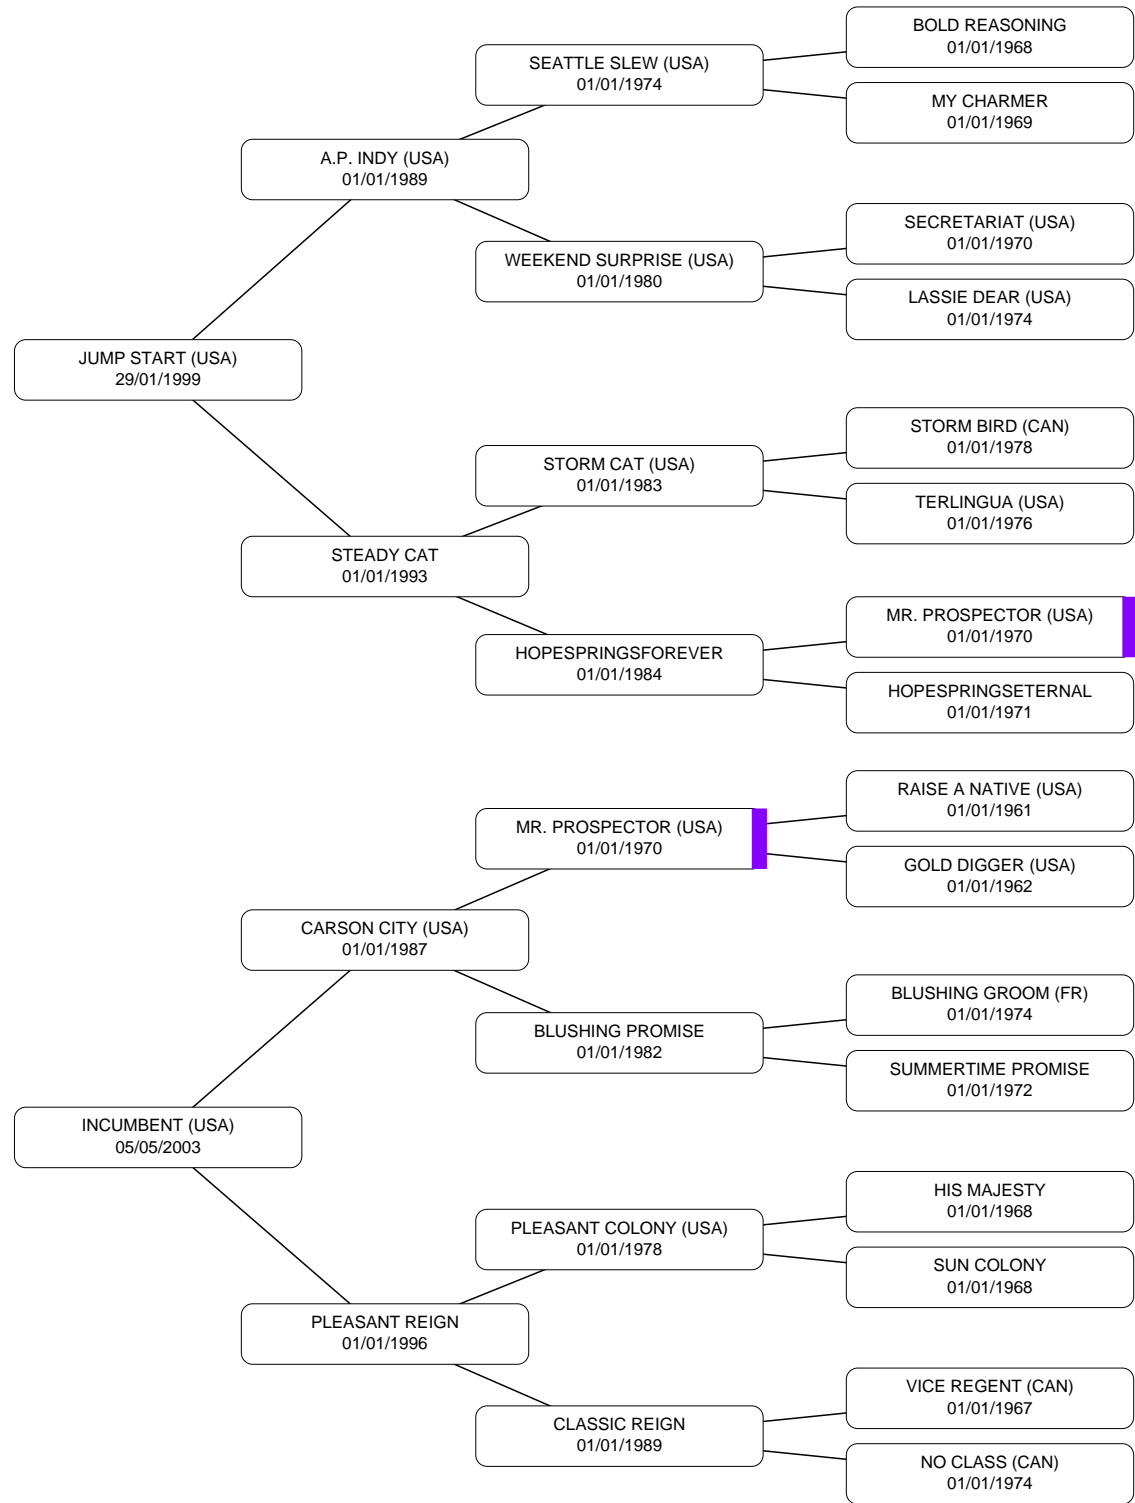 BOLD REASONING
01/01/1968
SEATTLE SLEW (USA)
01/01/1974
MY CHARMER
01/01/1969
A.P. INDY (USA)
01/01/1989
SECRETARIAT (USA)
01/01/1970
WEEKEND SURPRISE (USA)
01/01/1980
LASSIE DEAR (USA)
01/01/1974
JUMP START (USA)
29/01/1999
STORM BIRD (CAN)
01/01/1978
STORM CAT (USA)
01/01/1983
TERLINGUA (USA)
01/01/1976
STEADY CAT
01/01/1993
MR. PROSPECTOR (USA)
01/01/1970
HOPESPRINGSFOREVER
01/01/1984
HOPESPRINGSETERNAL
01/01/1971
RAISE A NATIVE (USA)
01/01/1961
MR. PROSPECTOR (USA)
01/01/1970
GOLD DIGGER (USA)
01/01/1962
CARSON CITY (USA)
01/01/1987
BLUSHING GROOM (FR)
01/01/1974
BLUSHING PROMISE
01/01/1982
SUMMERTIME PROMISE
01/01/1972
INCUMBENT (USA)
05/05/2003
HIS MAJESTY
01/01/1968
PLEASANT COLONY (USA)
01/01/1978
SUN COLONY
01/01/1968
PLEASANT REIGN
01/01/1996
VICE REGENT (CAN)
01/01/1967
CLASSIC REIGN
01/01/1989
NO CLASS (CAN)
01/01/1974